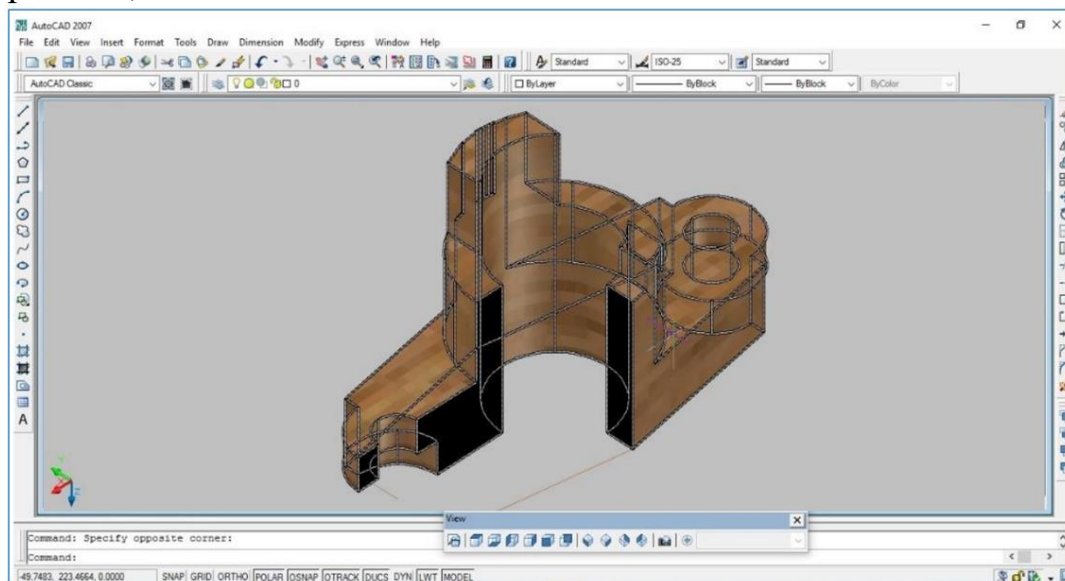 AutoCAD 2007
File Edit View Insert Format Tools Draw Dimension Modify Express Window Help
Standard ISO-25 Standard
AutoCAD Classic 0 ByLayer ByBlock ByBlock ByColor
A
Z
View
Command: Specify opposite corner:
Command:
-49.7483, 223.4664, 0.0000 SNAP GRID ORTHO POLAR OSNAP OTRACK DUCS DYN LWT MODEL